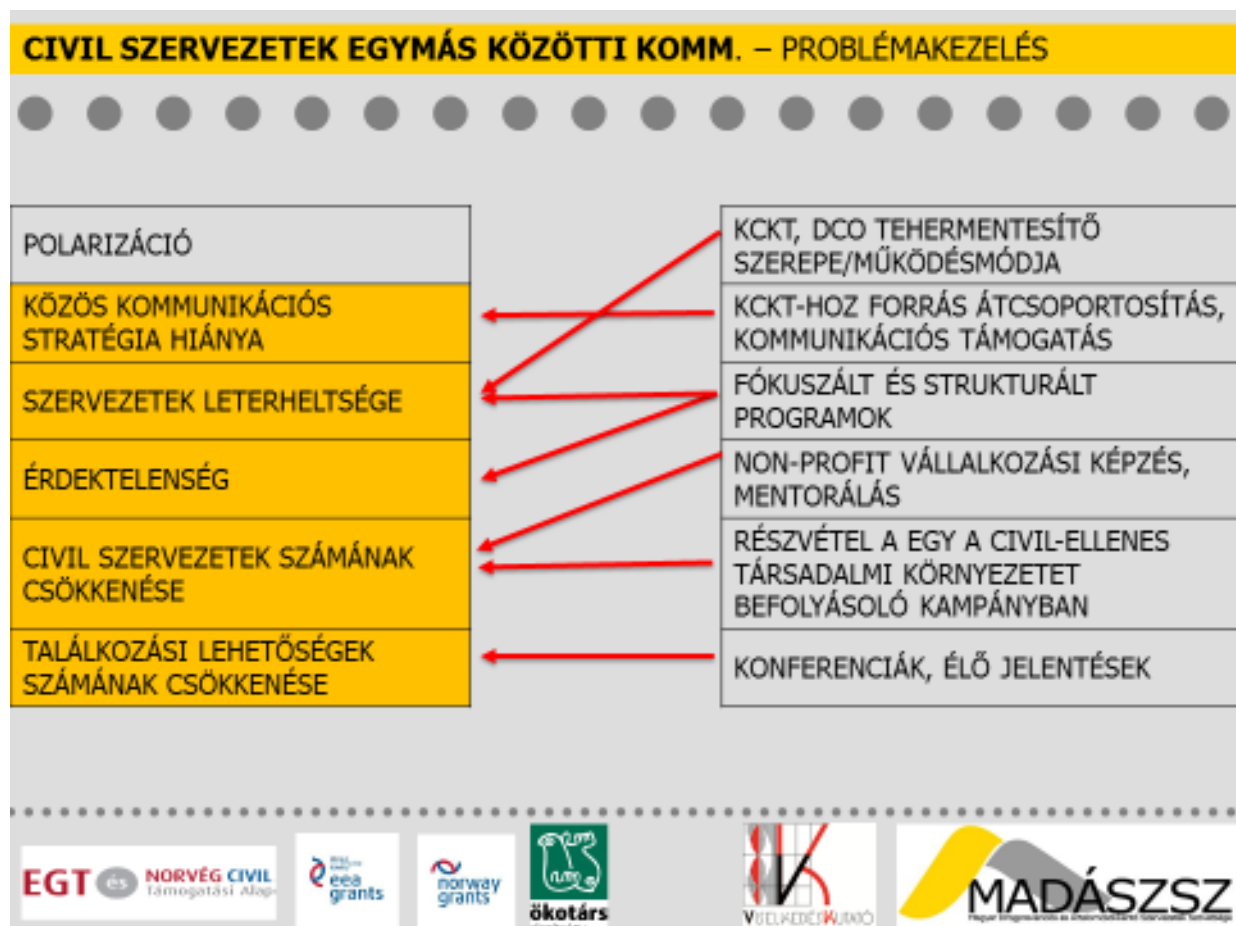 CIVIL SZERVEZETEK EGYMÁS KÖZÖTTI KOMM. – PROBLÉMAKEZELÉS
POLARIZÁCIÓ
KÖZÖS KOMMUNIKÁCIÓS
STRATÉGIA HIÁNYA
SZERVEZETEK LETERHELTSÉGE
ÉRDEKTELENSÉG
CIVIL SZERVEZETEK SZÁMÁNAK
CSÖKKENÉSE
TALÁLKOZÁSI LEHETŐSÉGEK
SZÁMÁNAK CSÖKKENÉSE
KCKT, DCO TEHERMENTESÍTŐ
SZEREPE/MŰKÖDÉSMÓDJA
KCKT-HOZ FORRÁS ÁTCSOPORTOSÍTÁS,
KOMMUNIKÁCIÓS TÁMOGATÁS
FÓKUSZÁLT ÉS STRUKTURÁLT
PROGRAMOK
NON-PROFIT VÁLLALKOZÁSI KÉPZÉS,
MENTORÁLÁS
RÉSZVÉTEL A EGY A CIVIL-ELLENES
TÁRSADALMI KÖRNYEZETET
BEFOLYÁSOLÓ KAMPÁNYBAN
KONFERENCIÁK, ÉLŐ JELENTÉSEK
EGT és NORVÉG CIVIL
Támogatási Alap
eea
grants
norway
grants
ökotárs
VISELKEDÉSKUTATÓ
MADÁSZSZ